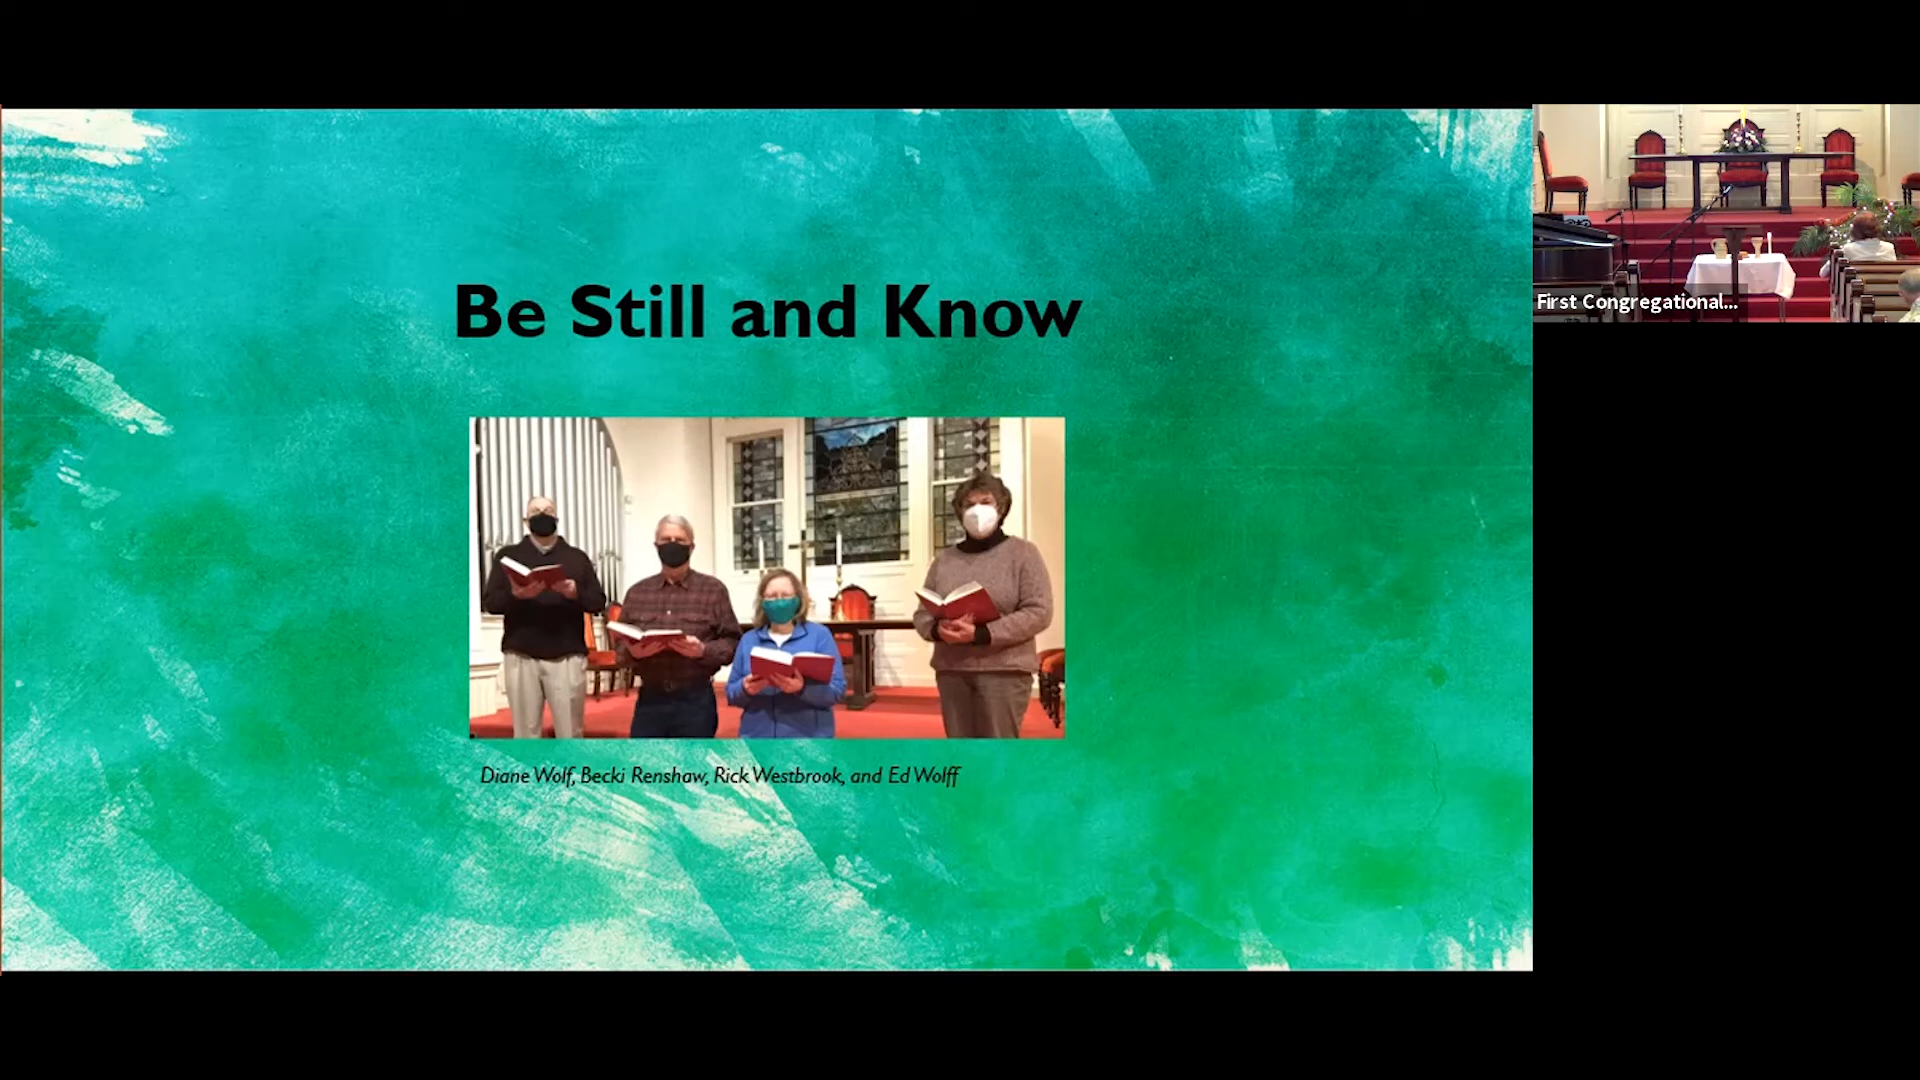 Be Still and Know
Diane Wolf, Becki Renshaw, Rick Westbrook, and Ed Wolff
First Congregational...